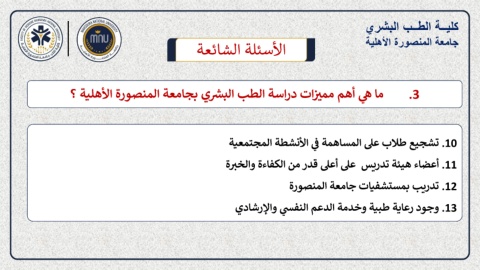 كلية الطب البشري
جامعة المنصورة الأهلية
MNU
الأسئلة الشائعة
3. ما هي أهم مميزات دراسة الطب البشري بجامعة المنصورة الأهلية ؟
10. تشجيع طلاب على المساهمة في الأنشطة المجتمعية
11. أعضاء هيئة تدريس على أعلى قدر من الكفاءة والخبرة
12. تدريب بمستشفيات جامعة المنصورة
13. وجود رعاية طبية وخدمة الدعم النفسي والإرشادي